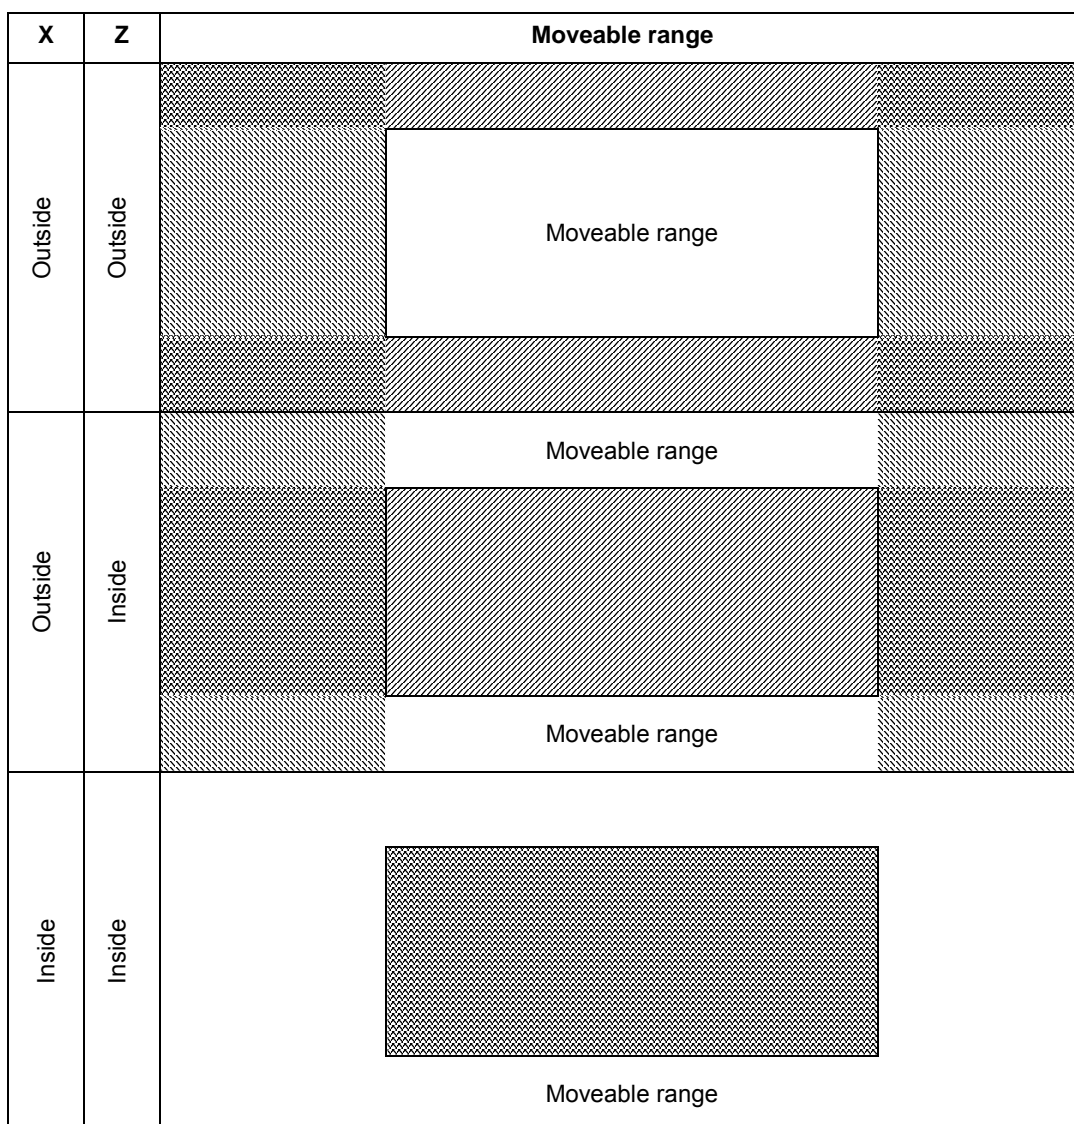 X Z Moveable range
Outside Outside Moveable range
Outside Inside Moveable range
Moveable range
Inside Inside Moveable range